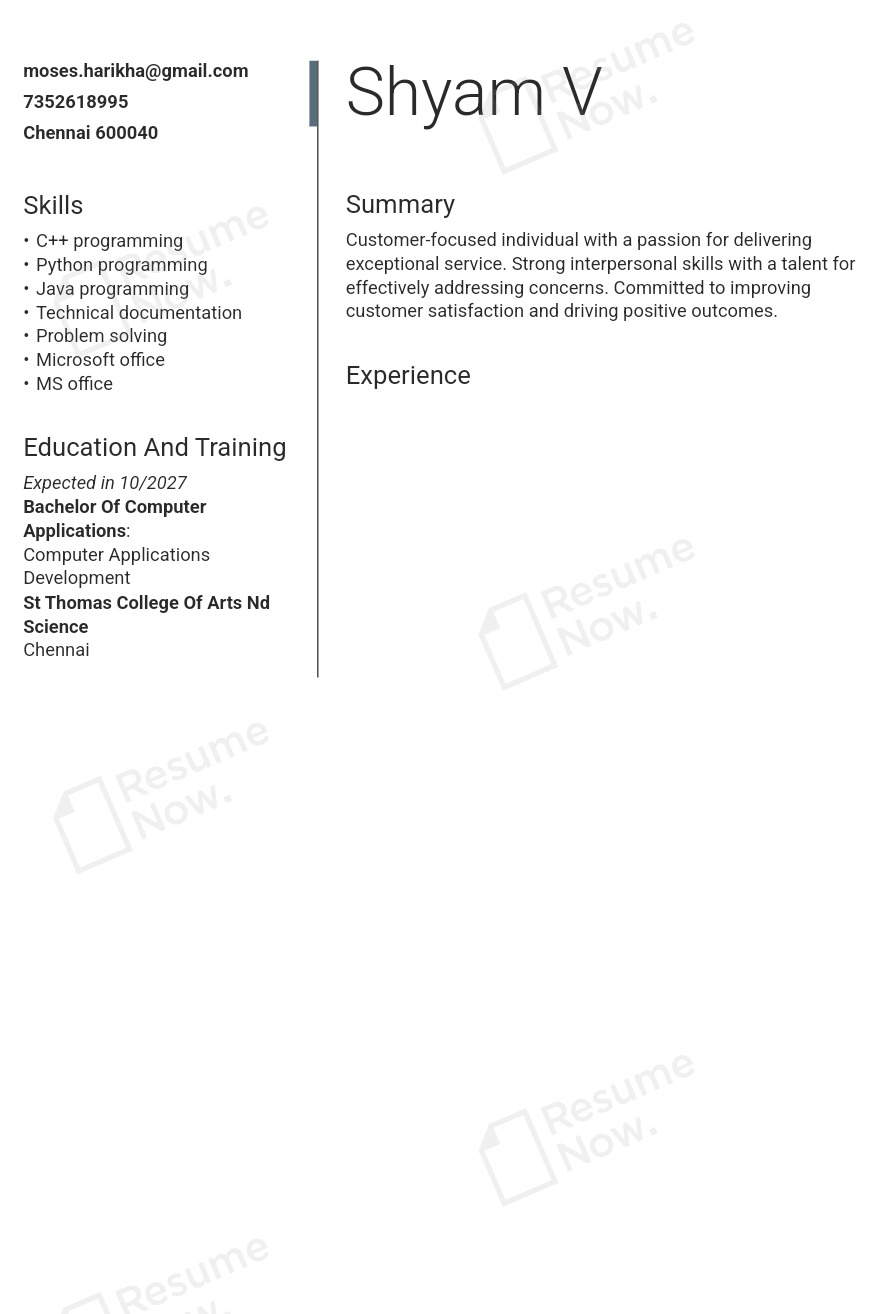 moses.harikha@gmail.com
7352618995
Chennai 600040
Skills
• C++ programming
• Python programming
• Java programming
• Technical documentation
• Problem solving
• Microsoft office
• MS office
Education And Training
Expected in 10/2027
Bachelor Of Computer
Applications:
Computer Applications
Development
St Thomas College Of Arts Nd
Science
Chennai
Shyam V
Summary
Customer-focused individual with a passion for delivering
exceptional service. Strong interpersonal skills with a talent for
effectively addressing concerns. Committed to improving
customer satisfaction and driving positive outcomes.
Experience
Resume
Now.
Resume
Now.
Resume
Now.
Resume
Now.
Resume
Now.
Resume
Now.